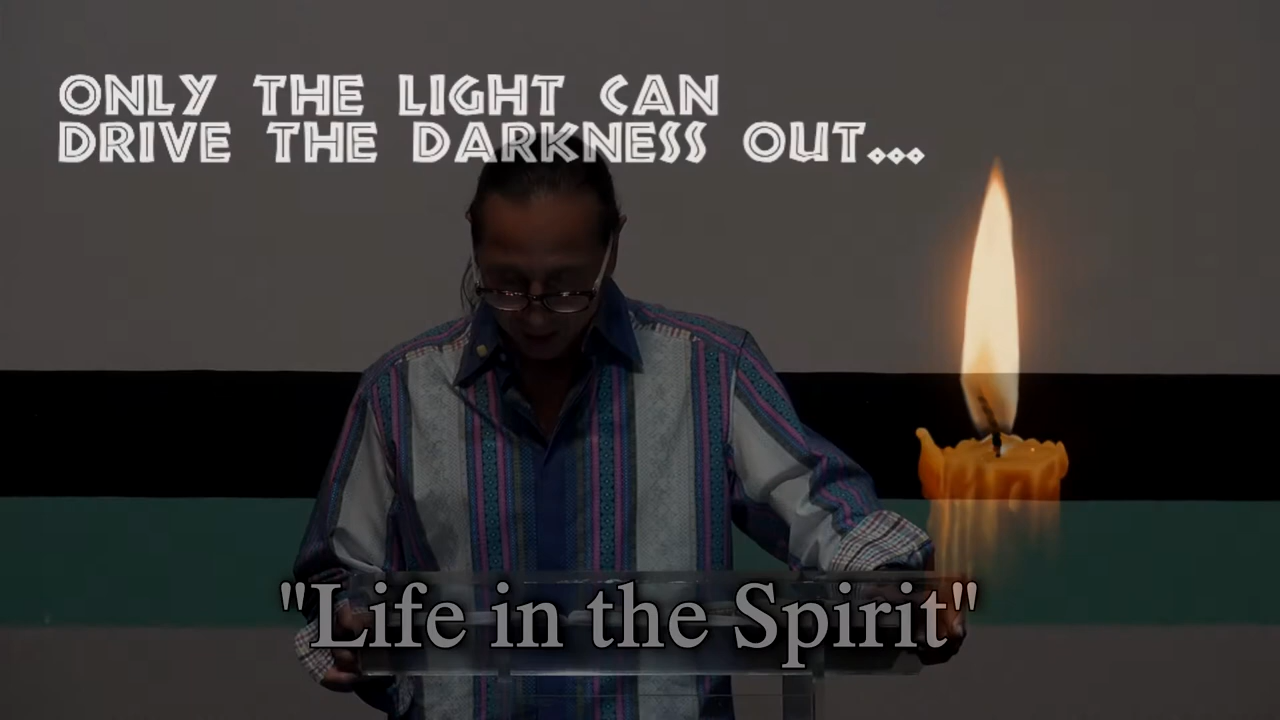 ONLY THE LIGHT CAN
DRIVE THE DARKNESS OUT...
"Life in the Spirit"